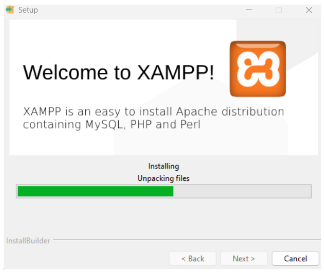 Setup
Welcome to XAMPP!
XAMPP is an easy to install Apache distribution
containing MySQL, PHP and Perl
Installing
Unpacking files
InstallBuilder
< Back
Next >
Cancel